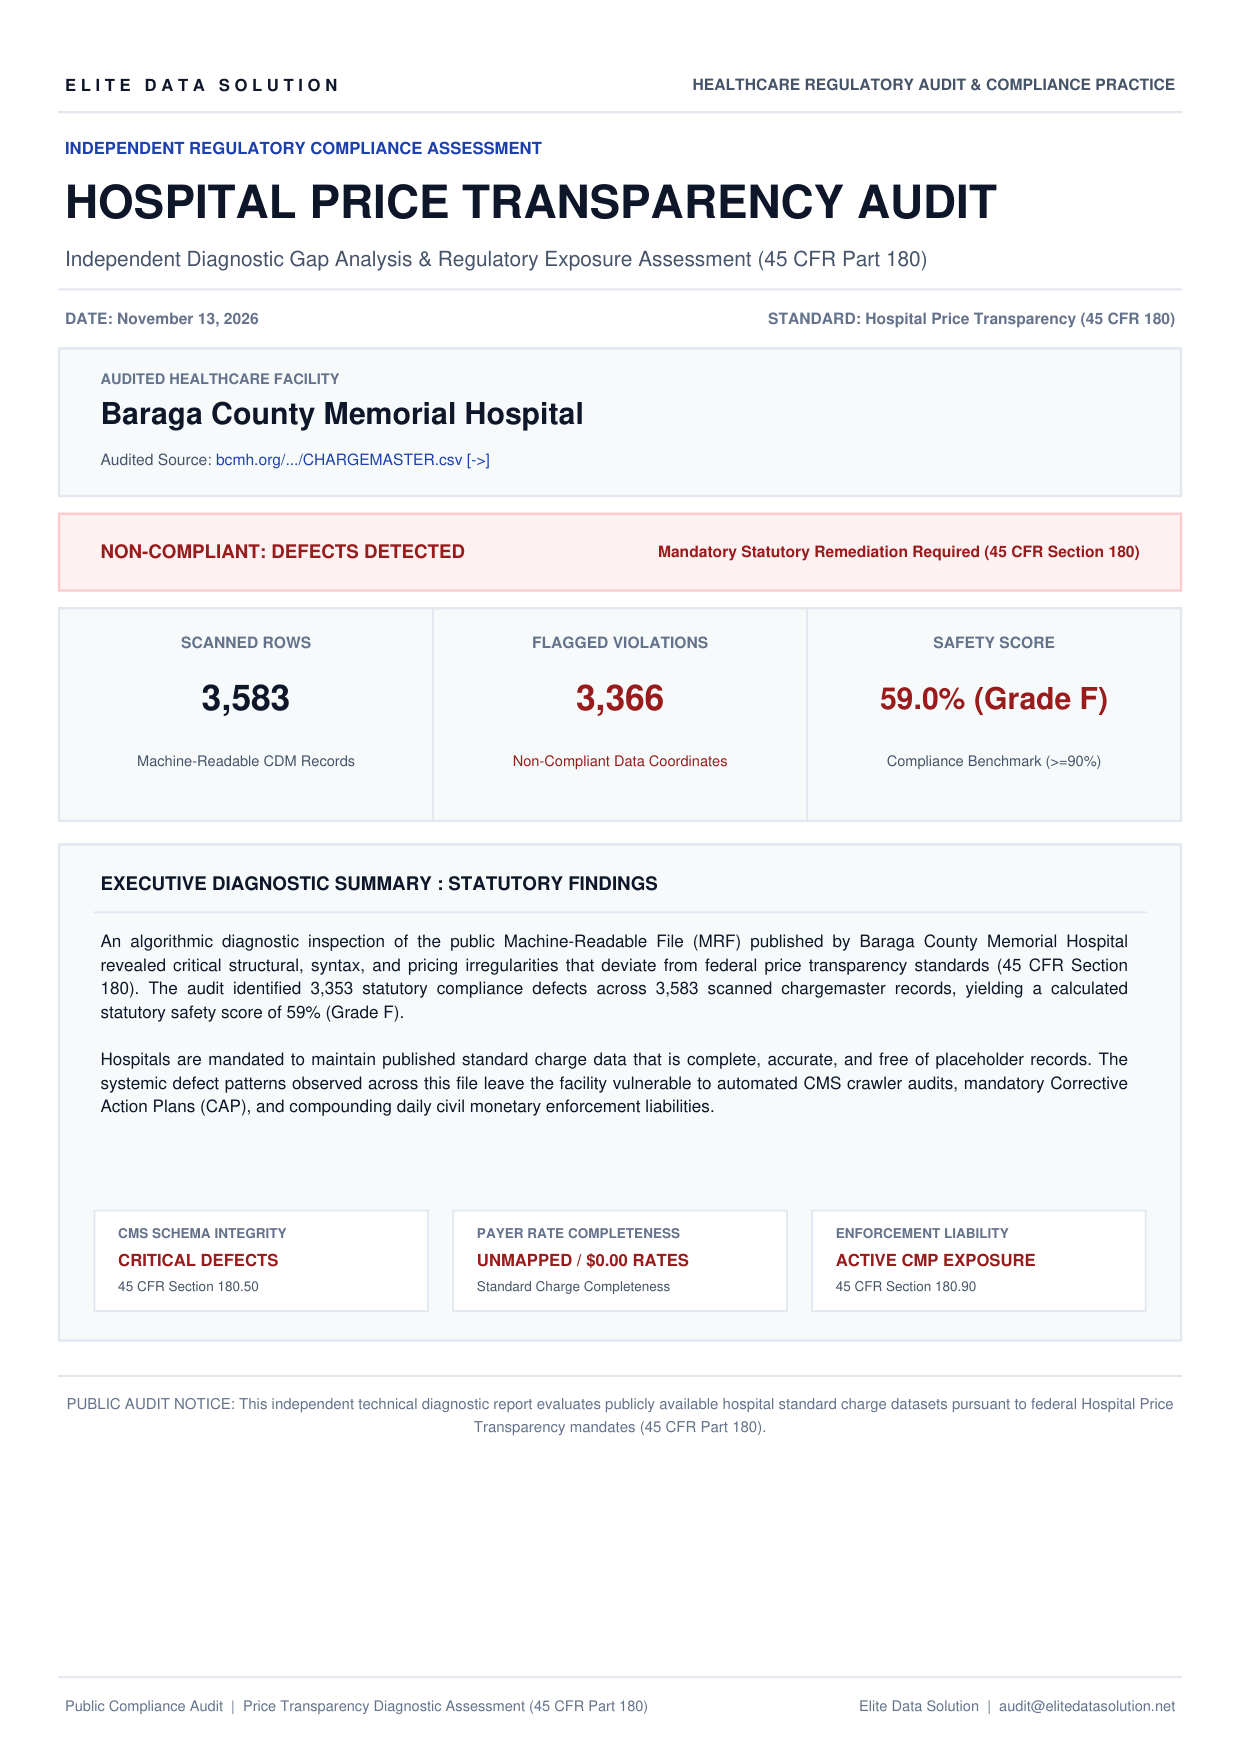 ELITE DATA SOLUTION
HEALTHCARE REGULATORY AUDIT & COMPLIANCE PRACTICE
INDEPENDENT REGULATORY COMPLIANCE ASSESSMENT
HOSPITAL PRICE TRANSPARENCY AUDIT
Independent Diagnostic Gap Analysis & Regulatory Exposure Assessment (45 CFR Part 180)
DATE: November 13, 2026
STANDARD: Hospital Price Transparency (45 CFR 180)
AUDITED HEALTHCARE FACILITY
Baraga County Memorial Hospital
Audited Source: bcmh.org/.../CHARGEMASTER.csv [->]
NON-COMPLIANT: DEFECTS DETECTED
Mandatory Statutory Remediation Required (45 CFR Section 180)
SCANNED ROWS
3,583
Machine-Readable CDM Records
FLAGGED VIOLATIONS
3,366
Non-Compliant Data Coordinates
SAFETY SCORE
59.0% (Grade F)
Compliance Benchmark (>=90%)
EXECUTIVE DIAGNOSTIC SUMMARY : STATUTORY FINDINGS
An algorithmic diagnostic inspection of the public Machine-Readable File (MRF) published by Baraga County Memorial Hospital
revealed critical structural, syntax, and pricing irregularities that deviate from federal price transparency standards (45 CFR Section
180). The audit identified 3,353 statutory compliance defects across 3,583 scanned chargemaster records, yielding a calculated
statutory safety score of 59% (Grade F).
Hospitals are mandated to maintain published standard charge data that is complete, accurate, and free of placeholder records. The
systemic defect patterns observed across this file leave the facility vulnerable to automated CMS crawler audits, mandatory Corrective
Action Plans (CAP), and compounding daily civil monetary enforcement liabilities.
CMS SCHEMA INTEGRITY
CRITICAL DEFECTS
45 CFR Section 180.50
PAYER RATE COMPLETENESS
UNMAPPED / $0.00 RATES
Standard Charge Completeness
ENFORCEMENT LIABILITY
ACTIVE CMP EXPOSURE
45 CFR Section 180.90
PUBLIC AUDIT NOTICE: This independent technical diagnostic report evaluates publicly available hospital standard charge datasets pursuant to federal Hospital Price
Transparency mandates (45 CFR Part 180).
Public Compliance Audit | Price Transparency Diagnostic Assessment (45 CFR Part 180)
Elite Data Solution | audit@elitedatasolution.net